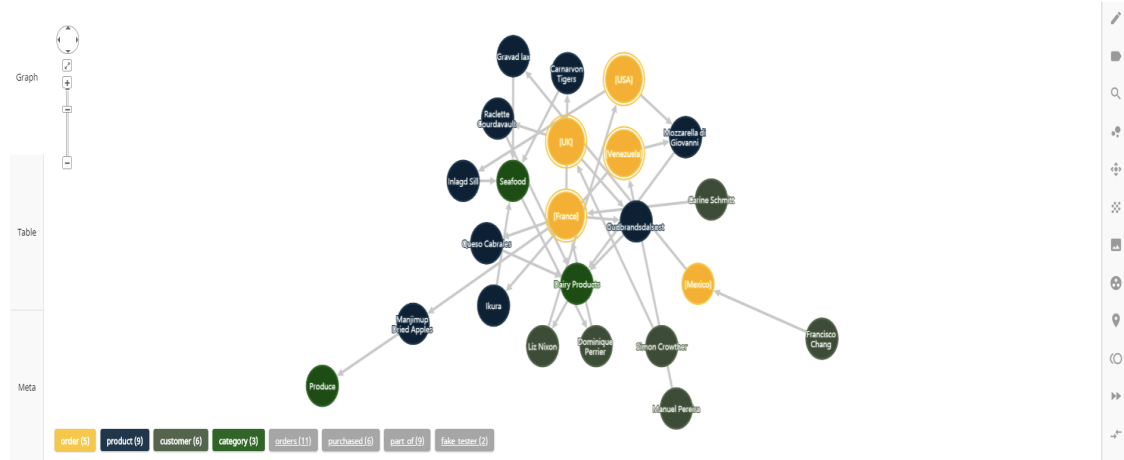 Graph
Table
Meta
Gravad lax
Carnarvon
Tigers
[USA]
Raclette
Courdavault
[UK]
[Venezuela]
Mozzarella di
Giovanni
Inlagd Sill
Seafood
Carine Schmitt
[France]
Gudbrandsdalsost
Queso Cabrales
Dairy Products
[Mexico]
Ikura
Manjimup
Dried Apples
Liz Nixon
Dominique
Perrier
Simon Crowther
Francisco
Chang
Produce
Manuel Pereira
order (5)
product (9)
customer (6)
category (3)
orders (11)
purchased (6)
part_of (9)
fake_tester (2)